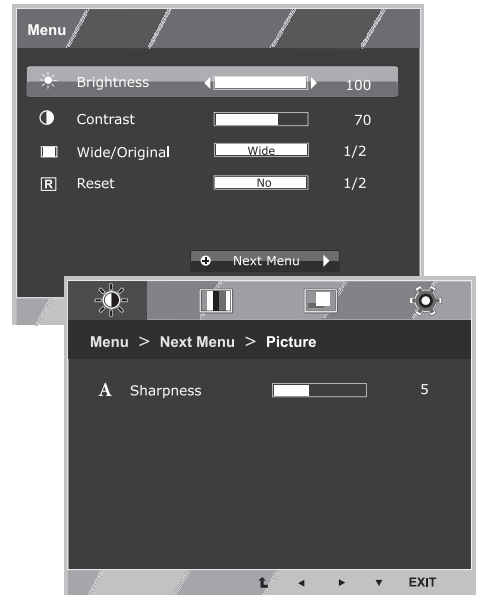 Menu
Brightness 100
Contrast 70
Wide/Original Wide 1/2
R Reset No 1/2
Next Menu
Menu > Next Menu > Picture
A Sharpness 5
EXIT